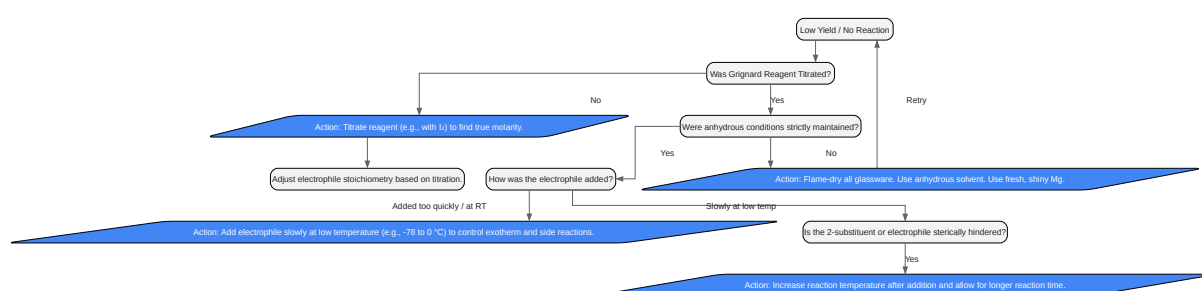 Low Yield / No Reaction
Was Grignard Reagent Titrated?
No
Yes
Retry
Action: Titrate reagent (e.g., with I₂) to find true molarity.
Were anhydrous conditions strictly maintained?
Yes
No
Adjust electrophile stoichiometry based on titration.
How was the electrophile added?
Action: Flame-dry all glassware. Use anhydrous solvent. Use fresh, shiny Mg.
Added too quickly / at RT
Slowly at low temp
Action: Add electrophile slowly at low temperature (e.g., -78 to 0 °C) to control exotherm and side reactions.
Is the 2-substituent or electrophile sterically hindered?
Yes
Action: Increase reaction temperature after addition and allow for longer reaction time.